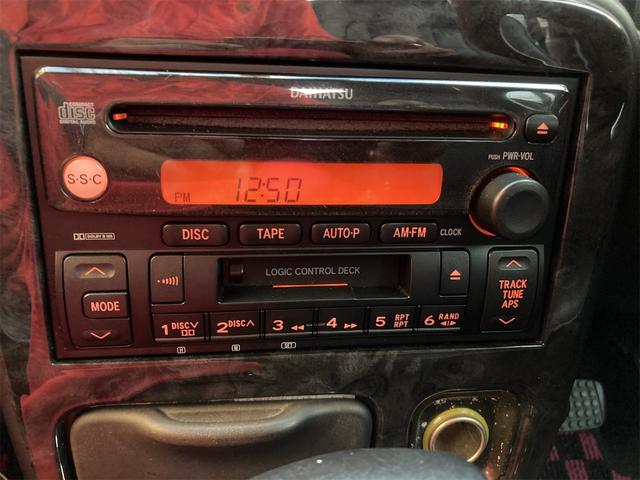 DAIHATSU
COMPACT
disc
DIGITAL AUDIO
PUSH PWR-VOL
S·S·C
PM 12:50
DOLBY B NR
DISC TAPE AUTO·P AM·FM CLOCK
LOGIC CONTROL DECK
MODE
TRACK
TUNE
APS
1 DISC 2 DISC 3 4 5 RPT RPT 6 RAND
H M SET